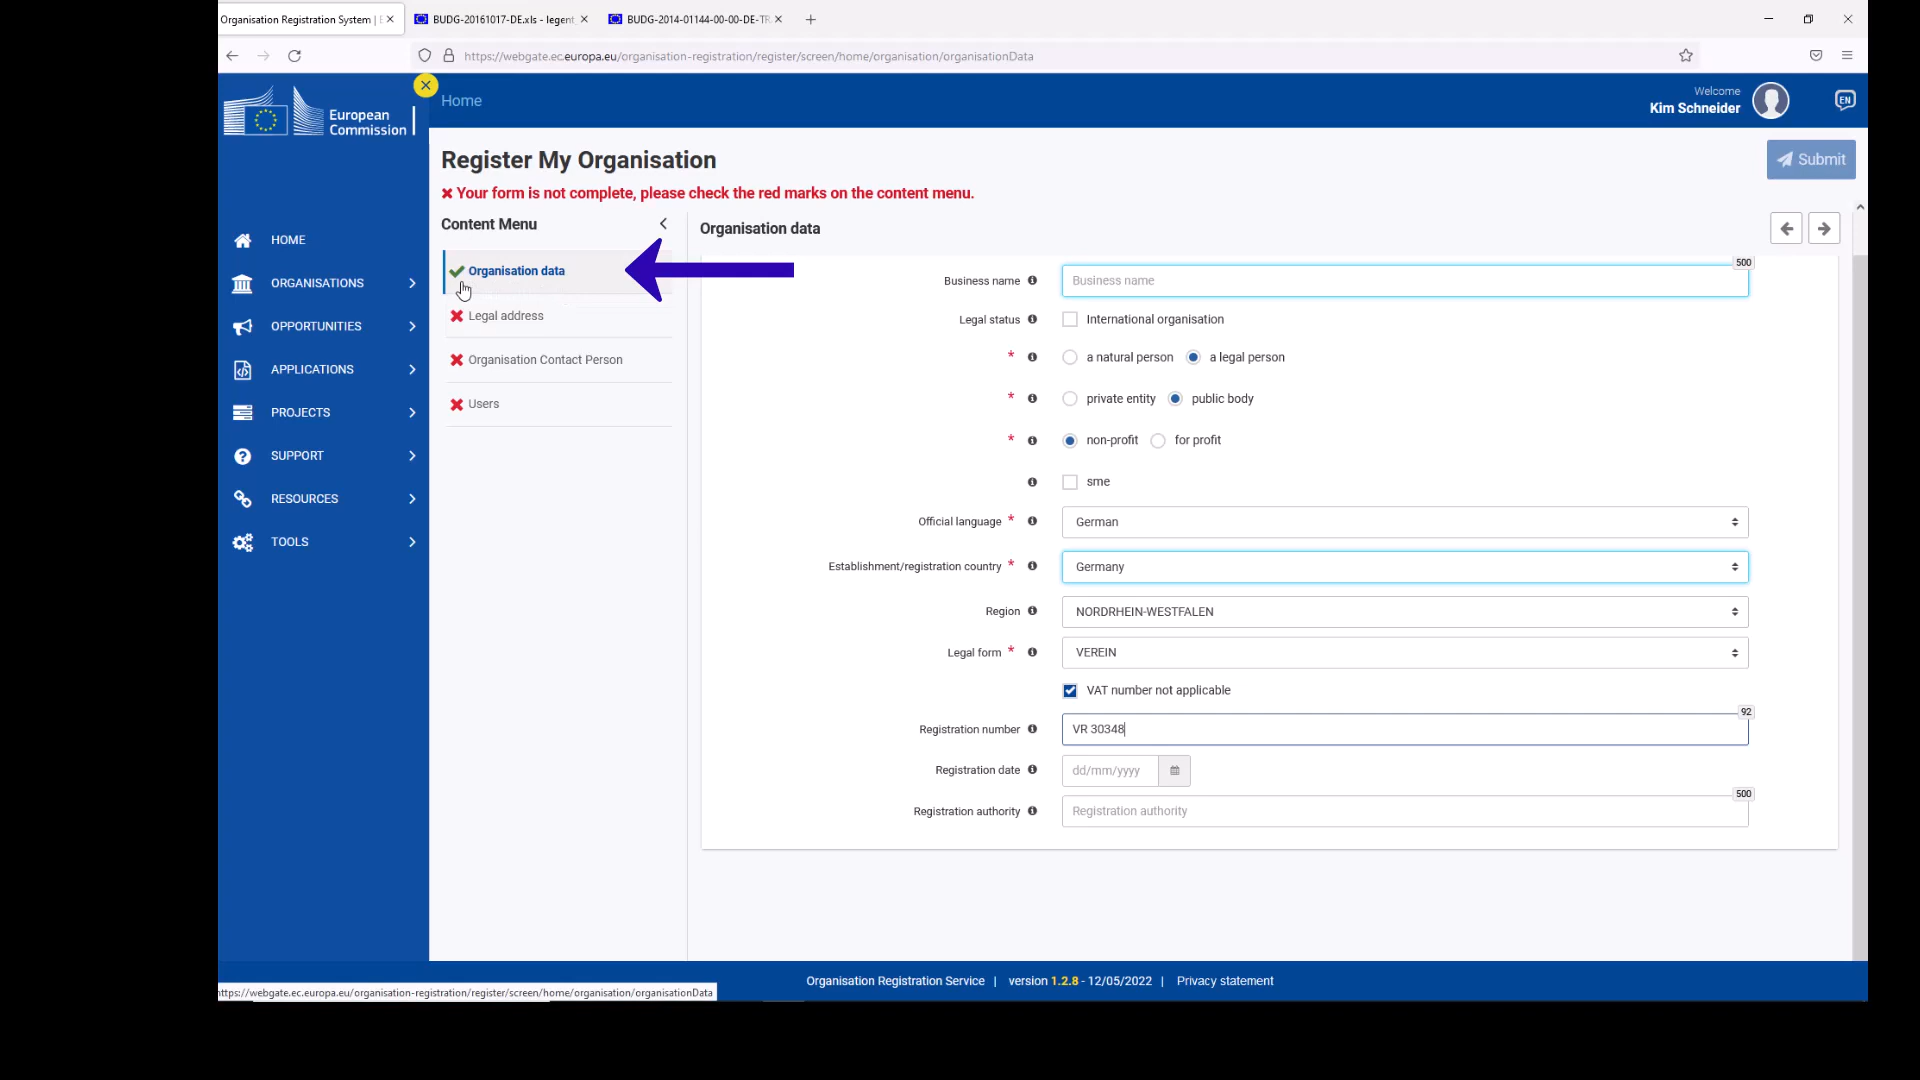 Organisation Registration System | E
BUDG-20161017-DE.xls - legent
BUDG-2014-01144-00-00-DE-TR
https://webgate.ec.europa.eu/organisation-registration/register/screen/home/organisation/organisationData
European
Commission
Home
Welcome
Kim Schneider
EN
Register My Organisation
Submit
Your form is not complete, please check the red marks on the content menu.
Content Menu
Organisation data
Legal address
Organisation Contact Person
Users
HOME
ORGANISATIONS
OPPORTUNITIES
APPLICATIONS
PROJECTS
SUPPORT
RESOURCES
TOOLS
Organisation data
500
Business name
Business name
Legal status
International organisation
* a natural person a legal person
* private entity public body
* non-profit for profit
sme
Official language * German
Establishment/registration country * Germany
Region NORDRHEIN-WESTFALEN
Legal form * VEREIN
VAT number not applicable
92
Registration number VR 30348
Registration date dd/mm/yyyy
500
Registration authority Registration authority
Organisation Registration Service | version 1.2.8 - 12/05/2022 | Privacy statement
https://webgate.ec.europa.eu/organisation-registration/register/screen/home/organisation/organisationData